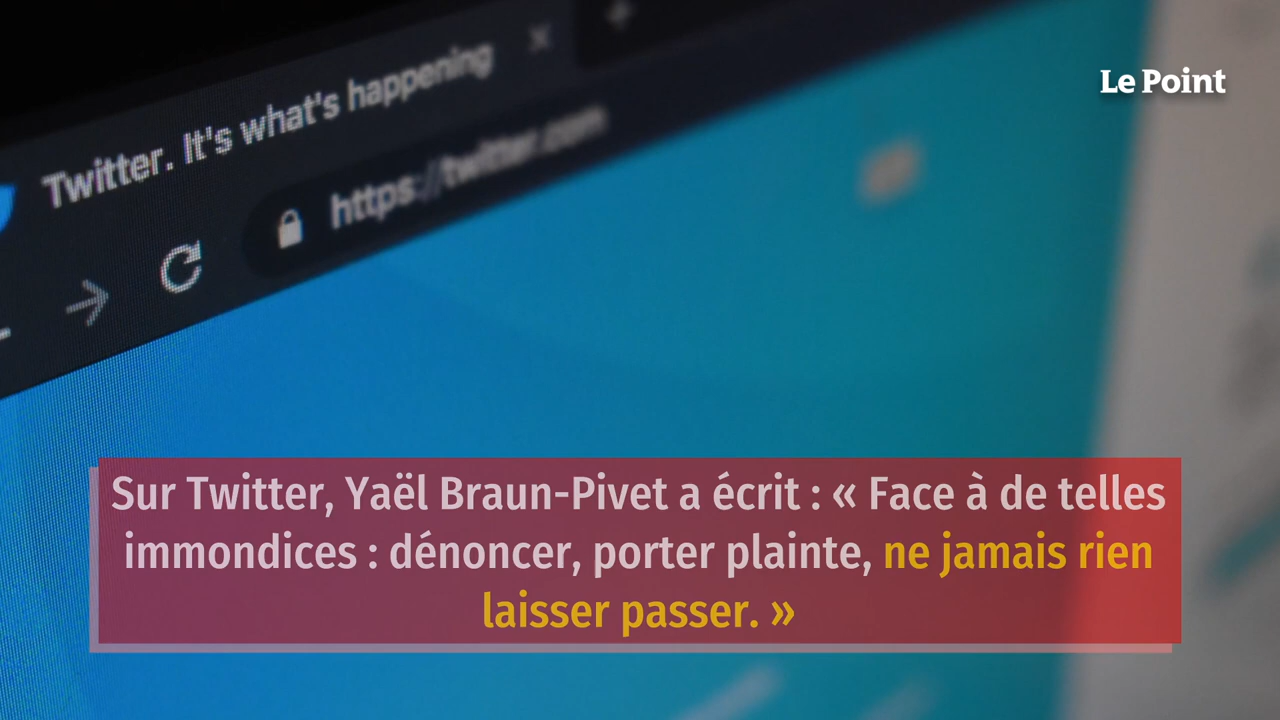 Twitter. It's what's happening
https://twitter.com
Le Point
Sur Twitter, Yaël Braun-Pivet a écrit : « Face à de telles
immondices : dénoncer, porter plainte, ne jamais rien
laisser passer. »